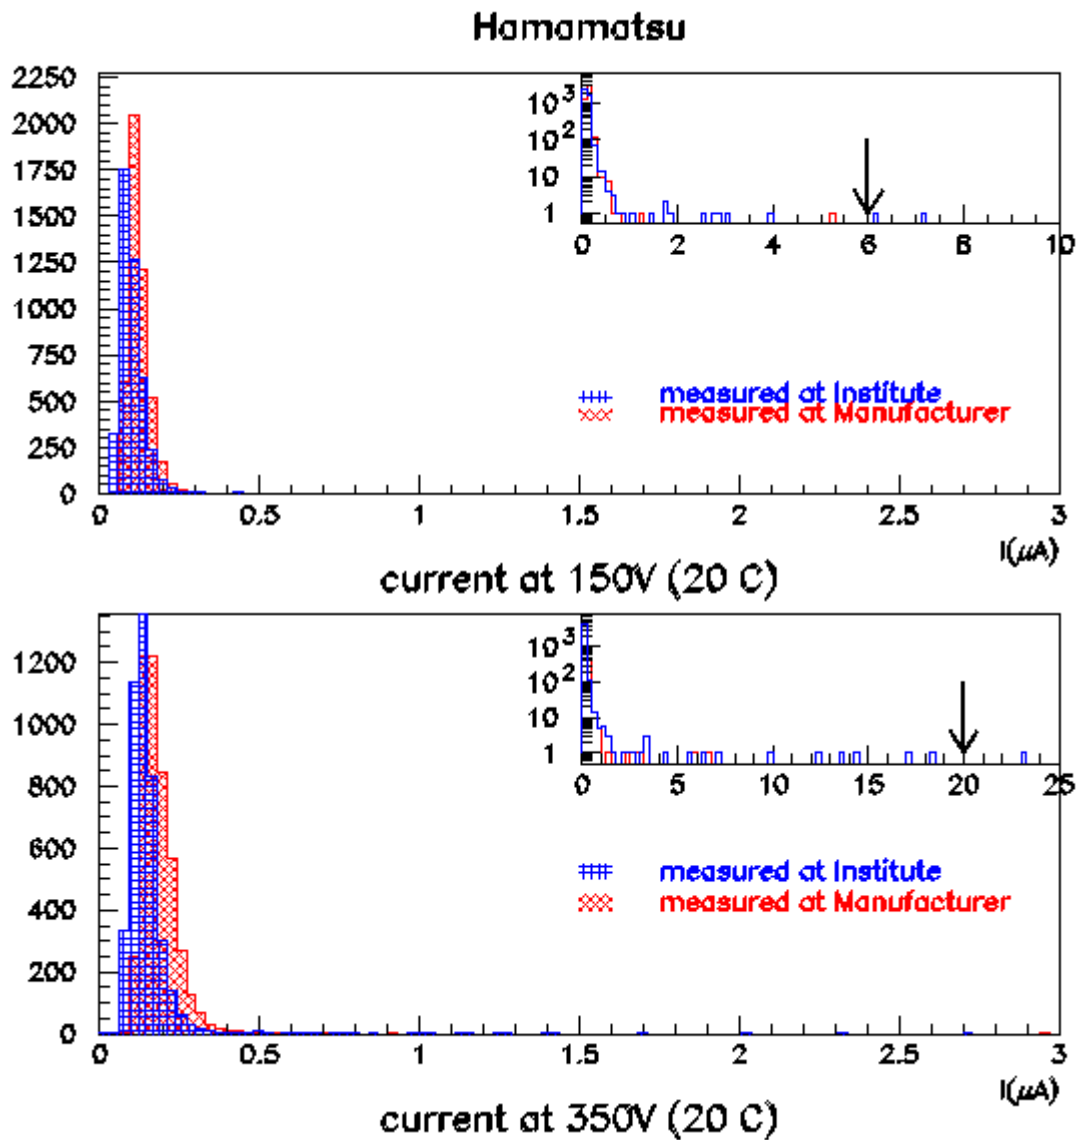 Hamamatsu
2250
2000
1750
1500
1250
1000
750
500
250
0
10³
10²
10
1
0 2 4 6 8 10
measured at Institute
measured at Manufacturer
0 0.5 1 1.5 2 2.5 3
I(μA)
current at 150V (20 C)
1200
1000
800
600
400
200
0
10³
10²
10
1
0 5 10 15 20 25
measured at Institute
measured at Manufacturer
0 0.5 1 1.5 2 2.5 3
I(μA)
current at 350V (20 C)